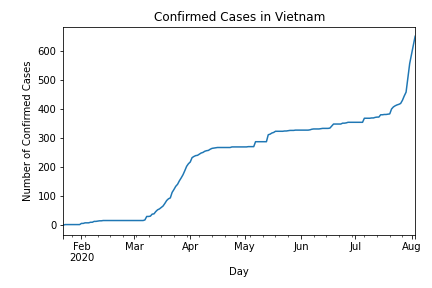 Confirmed Cases in Vietnam
Number of Confirmed Cases
600
500
400
300
200
100
0
Feb Mar Apr May Jun Jul Aug
2020
Day